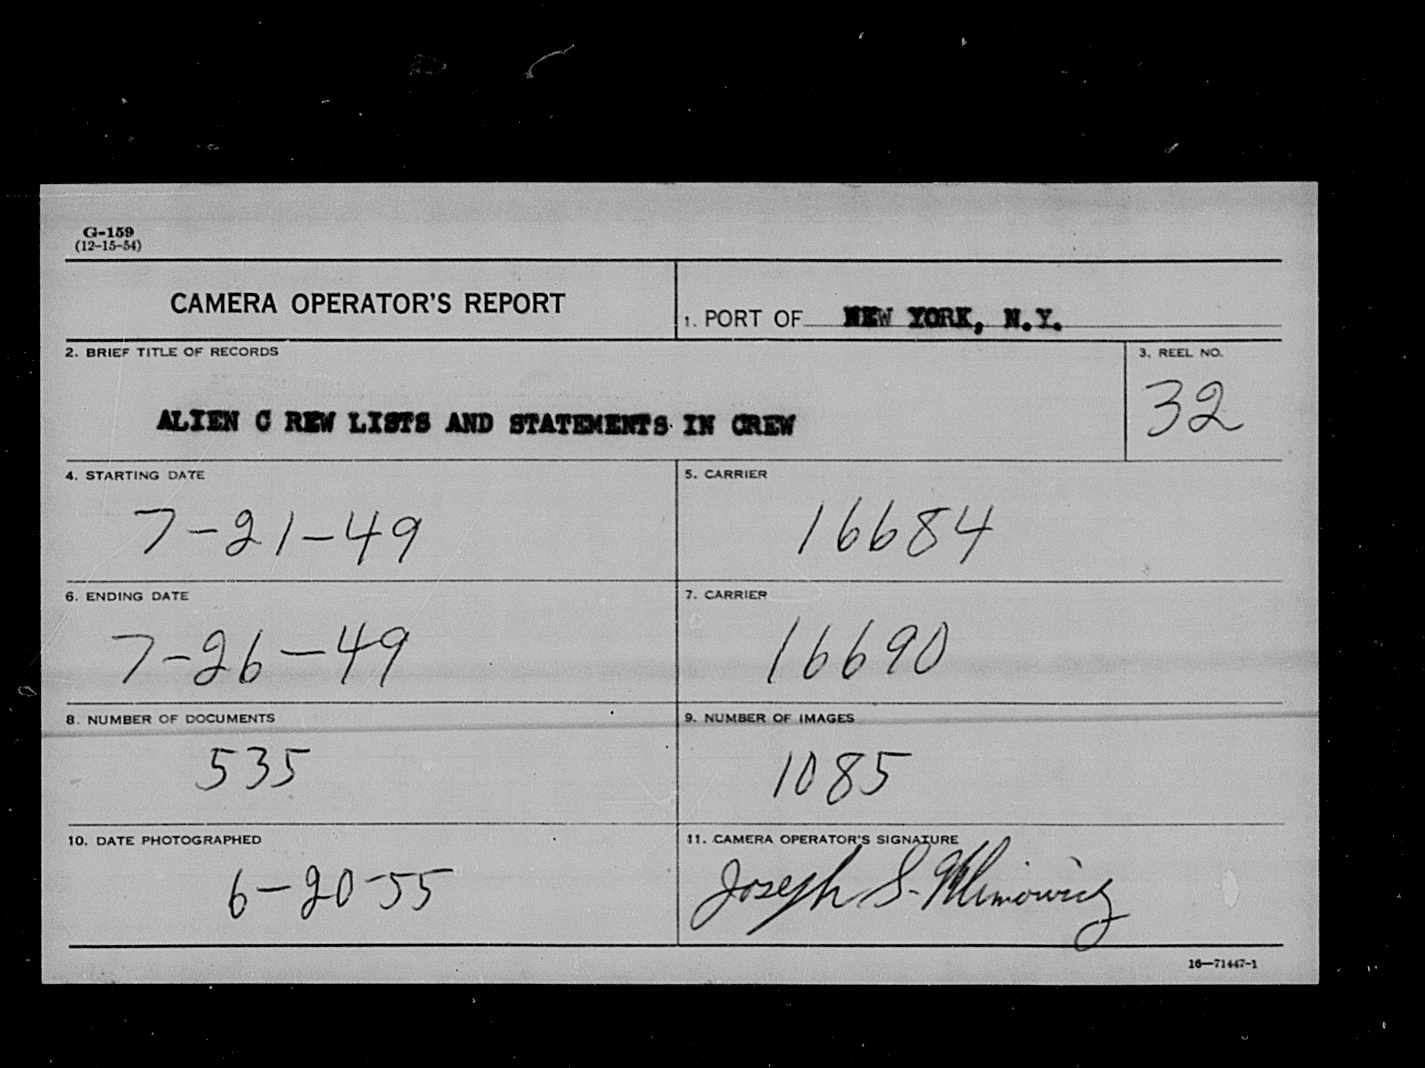 G-159
(12-15-54)
CAMERA OPERATOR'S REPORT
1. PORT OF NEW YORK, N.Y.
2. BRIEF TITLE OF RECORDS
3. REEL NO.
ALIEN C REW LISTS AND STATEMENTS IN CREW
32
4. STARTING DATE
5. CARRIER
7-21-49
16684
6. ENDING DATE
7. CARRIER
7-26-49
16690
8. NUMBER OF DOCUMENTS
9. NUMBER OF IMAGES
535
1085
10. DATE PHOTOGRAPHED
11. CAMERA OPERATOR'S SIGNATURE
6-20-55
Joseph S.
16—71447-1